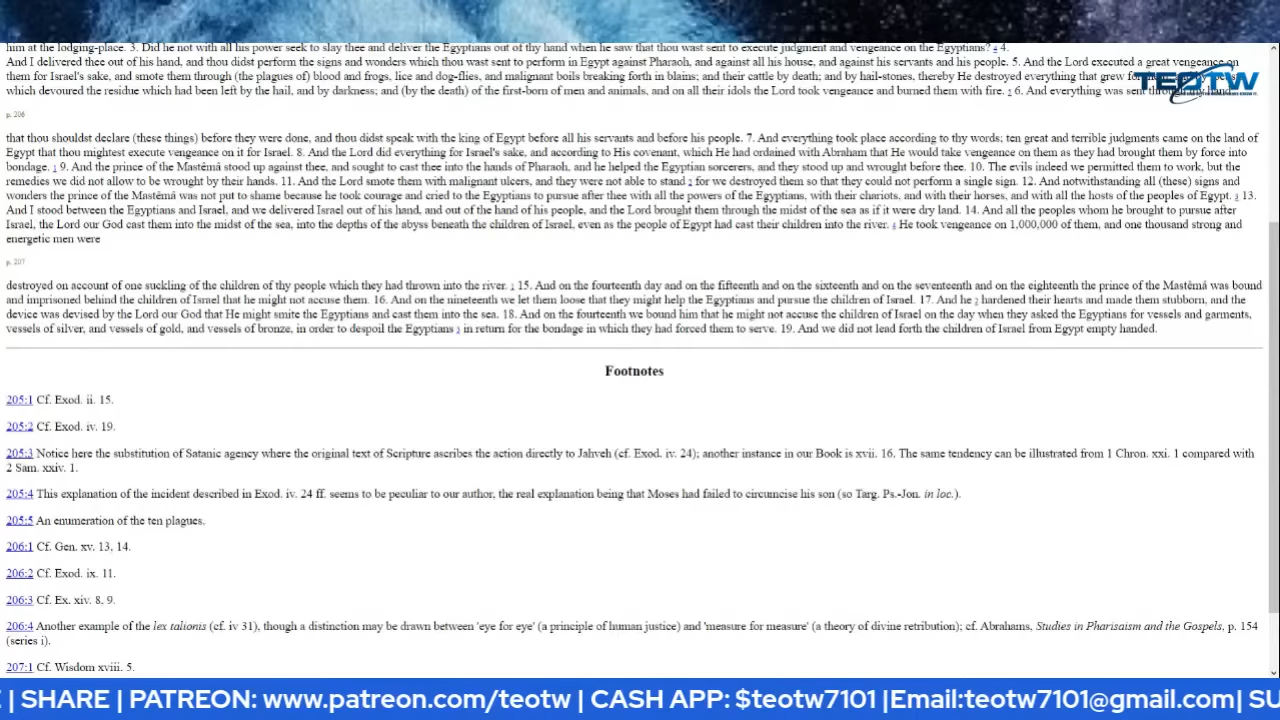 him at the lodging-place. 3. Did he not with all his power seek to slay thee and deliver the Egyptians out of thy hand when he saw that thou wast sent to execute judgment and vengeance on the Egyptians? 4 4.
And I delivered thee out of his hand, and thou didst perform the signs and wonders which thou wast sent to perform in Egypt against Pharaoh, and against all his house, and against his servants and his people. 5. And the Lord executed a great vengeance on
them for Israel's sake, and smote them through (the plagues of) blood and frogs, lice and dog-flies, and malignant boils breaking forth in blains; and their cattle by death; and by hail-stones, thereby He destroyed everything that grew for
TEOTW
which devoured the residue which had been left by the hail, and by darkness; and (by the death) of the first-born of men and animals, and on all their idols the Lord took vengeance and burned them with fire. 5 6. And everything was sent through thy hand,
p. 206
that thou shouldst declare (these things) before they were done, and thou didst speak with the king of Egypt before all his servants and before his people. 7. And everything took place according to thy words; ten great and terrible judgments came on the land of
Egypt that thou mightest execute vengeance on it for Israel. 8. And the Lord did everything for Israel's sake, and according to His covenant, which He had ordained with Abraham that He would take vengeance on them as they had brought them by force into
bondage. 1 9. And the prince of the Mastêmâ stood up against thee, and sought to cast thee into the hands of Pharaoh, and he helped the Egyptian sorcerers, and they stood up and wrought before thee. 10. The evils indeed we permitted them to work, but the
remedies we did not allow to be wrought by their hands. 11. And the Lord smote them with malignant ulcers, and they were not able to stand 2 for we destroyed them so that they could not perform a single sign. 12. And notwithstanding all (these) signs and
wonders the prince of the Mastêmâ was not put to shame because he took courage and cried to the Egyptians to pursue after thee with all the powers of the Egyptians, with their chariots, and with their horses, and with all the hosts of the peoples of Egypt. 3 13.
And I stood between the Egyptians and Israel, and we delivered Israel out of his hand, and out of the hand of his people, and the Lord brought them through the midst of the sea as if it were dry land. 14. And all the peoples whom he brought to pursue after
Israel, the Lord our God cast them into the midst of the sea, into the depths of the abyss beneath the children of Israel, even as the people of Egypt had cast their children into the river. 4 He took vengeance on 1,000,000 of them, and one thousand strong and
energetic men were
p. 207
destroyed on account of one suckling of the children of thy people which they had thrown into the river. 1 15. And on the fourteenth day and on the fifteenth and on the sixteenth and on the seventeenth and on the eighteenth the prince of the Mastêmâ was bound
and imprisoned behind the children of Israel that he might not accuse them. 16. And on the nineteenth we let them loose that they might help the Egyptians and pursue the children of Israel. 17. And he 2 hardened their hearts and made them stubborn, and the
device was devised by the Lord our God that He might smite the Egyptians and cast them into the sea. 18. And on the fourteenth we bound him that he might not accuse the children of Israel on the day when they asked the Egyptians for vessels and garments,
vessels of silver, and vessels of gold, and vessels of bronze, in order to despoil the Egyptians 3 in return for the bondage in which they had forced them to serve. 19. And we did not lead forth the children of Israel from Egypt empty handed.
Footnotes
205:1 Cf. Exod. ii. 15.
205:2 Cf. Exod. iv. 19.
205:3 Notice here the substitution of Satanic agency where the original text of Scripture ascribes the action directly to Jahveh (cf. Exod. iv. 24); another instance in our Book is xvii. 16. The same tendency can be illustrated from 1 Chron. xxi. 1 compared with
2 Sam. xxiv. 1.
205:4 This explanation of the incident described in Exod. iv. 24 ff. seems to be peculiar to our author, the real explanation being that Moses had failed to circumcise his son (so Targ. Ps.-Jon. in loc.).
205:5 An enumeration of the ten plagues.
206:1 Cf. Gen. xv. 13, 14.
206:2 Cf. Exod. ix. 11.
206:3 Cf. Ex. xiv. 8, 9.
206:4 Another example of the lex talionis (cf. iv 31), though a distinction may be drawn between 'eye for eye' (a principle of human justice) and 'measure for measure' (a theory of divine retribution); cf. Abrahams, Studies in Pharisaism and the Gospels, p. 154
(series i).
207:1 Cf. Wisdom xviii. 5.
| SHARE | PATREON: www.patreon.com/teotw | CASH APP: $teotw7101 |Email:teotw7101@gmail.com| SU